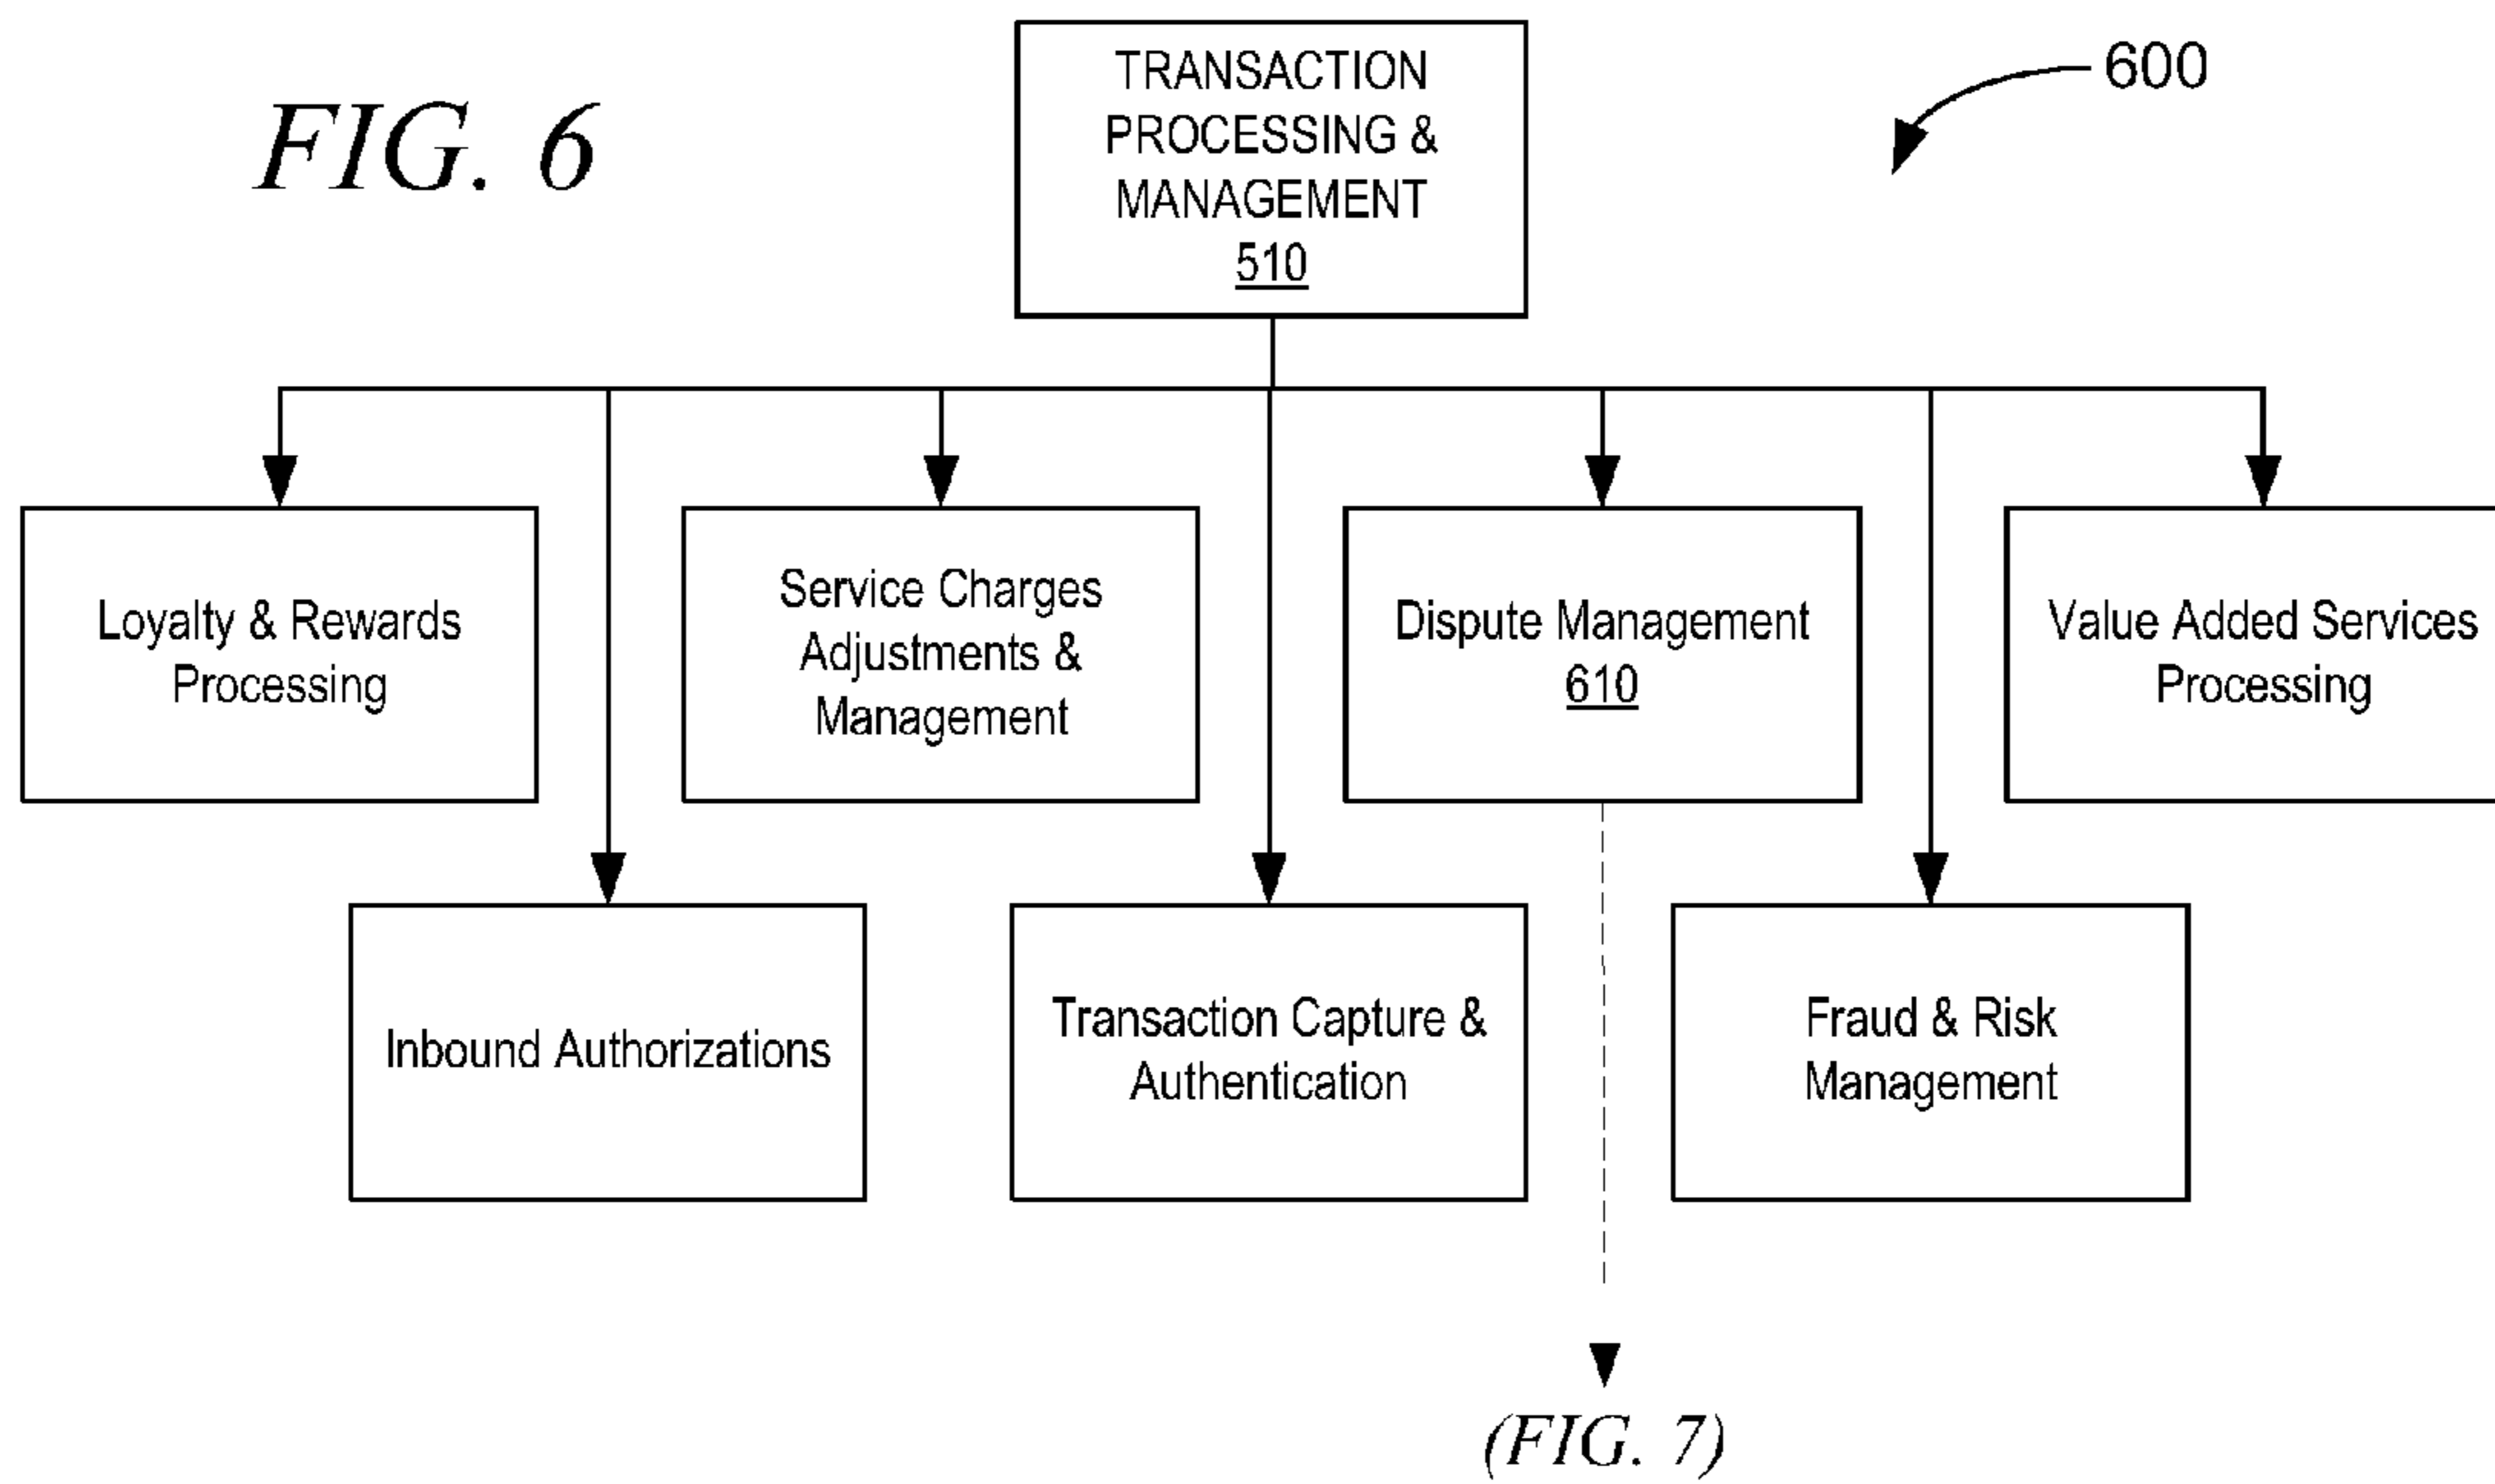 FIG. 6
TRANSACTION
PROCESSING &
MANAGEMENT
510
600
Loyalty & Rewards
Processing
Service Charges
Adjustments &
Management
Dispute Management
610
Value Added Services
Processing
Inbound Authorizations
Transaction Capture &
Authentication
Fraud & Risk
Management
(FIG. 7)